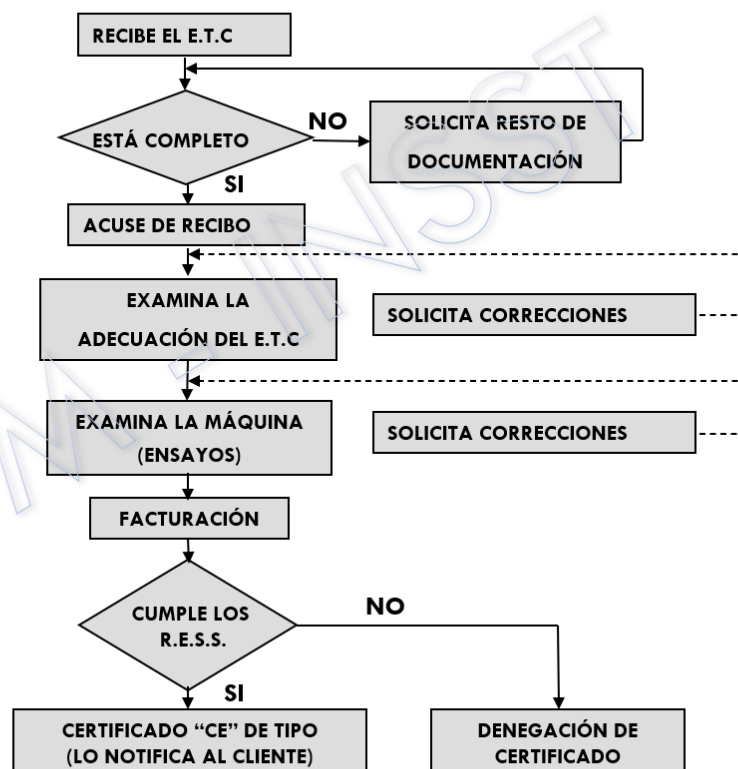 RECIBE EL E.T.C
ESTÁ COMPLETO
NO
SOLICITA RESTO DE
DOCUMENTACIÓN
SI
ACUSE DE RECIBO
EXAMINA LA
ADECUACIÓN DEL E.T.C
SOLICITA CORRECCIONES
EXAMINA LA MÁQUINA
(ENSAYOS)
SOLICITA CORRECCIONES
FACTURACIÓN
CUMPLE LOS
R.E.S.S.
NO
SI
CERTIFICADO “CE” DE TIPO
(LO NOTIFICA AL CLIENTE)
DENEGACIÓN DE
CERTIFICADO
M - INSST